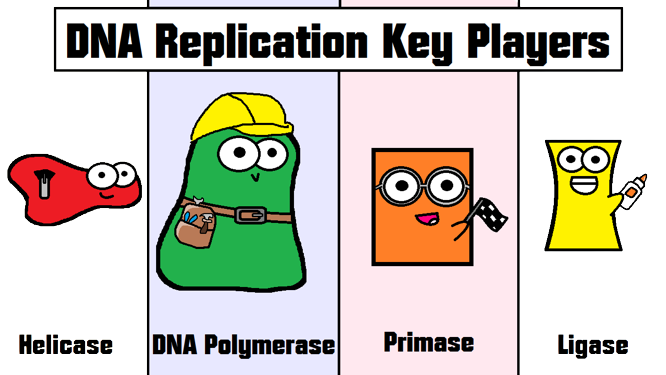 DNA Replication Key Players
Helicase
DNA Polymerase
Primase
Ligase